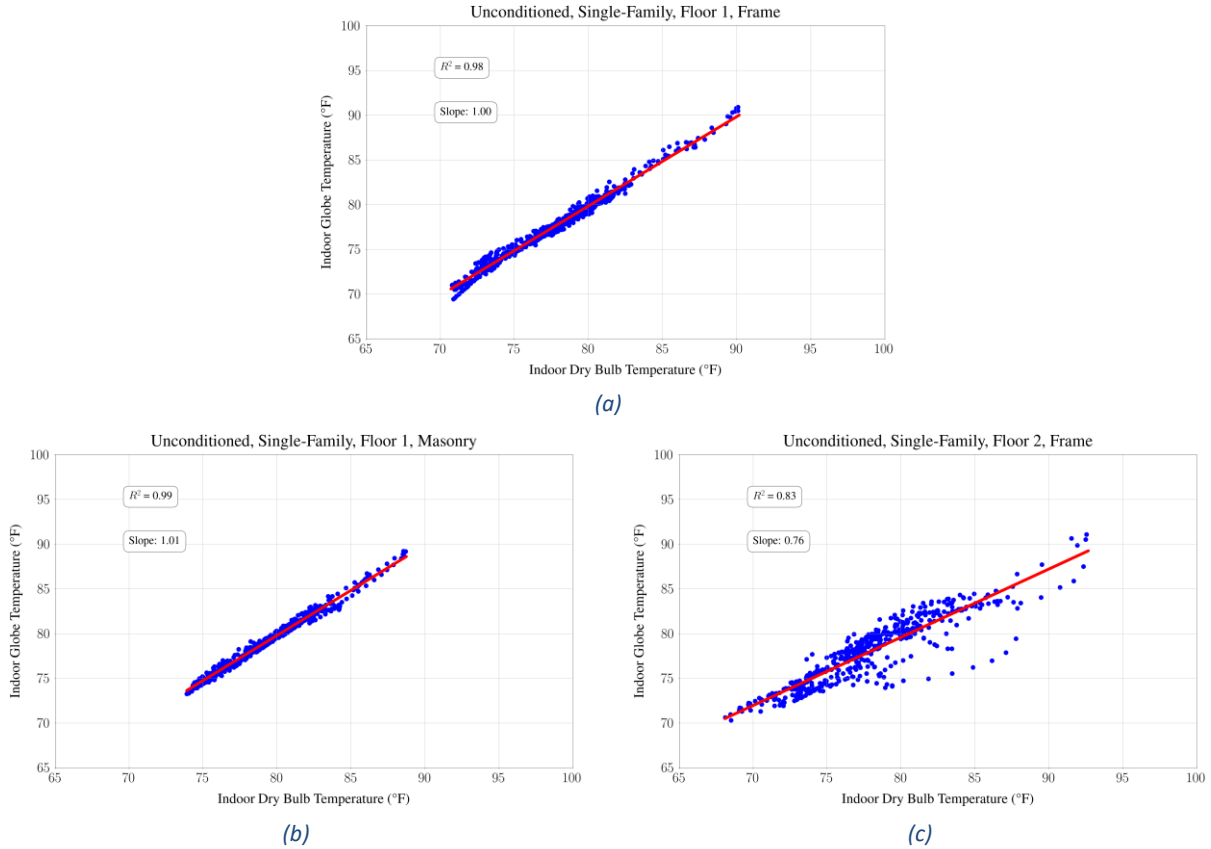 Unconditioned, Single-Family, Floor 1, Frame
100
95
90
85
80
75
70
65
Indoor Globe Temperature (°F)
R² = 0.98
Slope: 1.00
65 70 75 80 85 90 95 100
Indoor Dry Bulb Temperature (°F)
(a)
Unconditioned, Single-Family, Floor 1, Masonry
100
95
90
85
80
75
70
65
Indoor Globe Temperature (°F)
R² = 0.99
Slope: 1.01
65 70 75 80 85 90 95 100
Indoor Dry Bulb Temperature (°F)
(b)
Unconditioned, Single-Family, Floor 2, Frame
100
95
90
85
80
75
70
65
Indoor Globe Temperature (°F)
R² = 0.83
Slope: 0.76
65 70 75 80 85 90 95 100
Indoor Dry Bulb Temperature (°F)
(c)